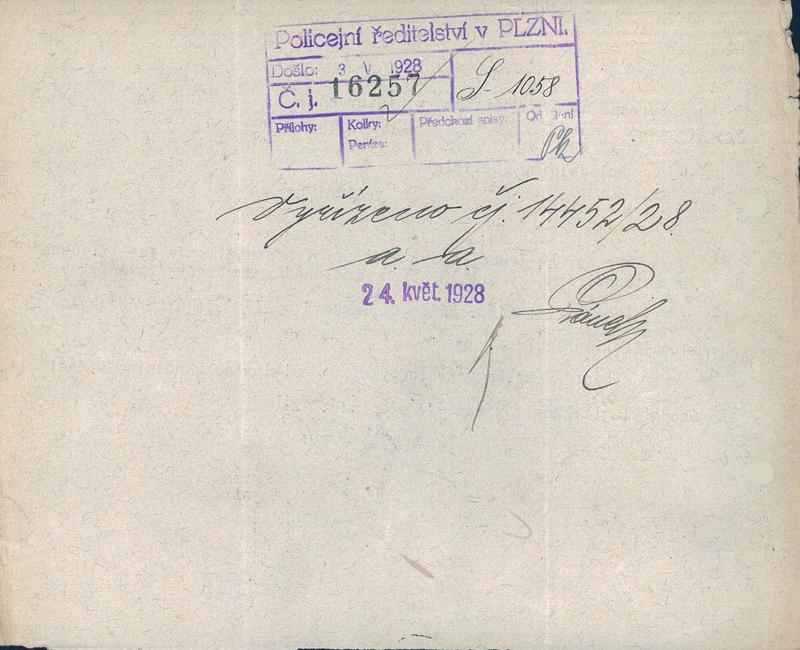 Policejní ředitelství v PLZNI.
Došlo: 3 V 1928
Č. j. 16257
S- 1058
Přílohy: Kolky: Předchozí spisy:
Peníze:
Vyřízeno čj. 14452/28
a. a.
24. květ. 1928